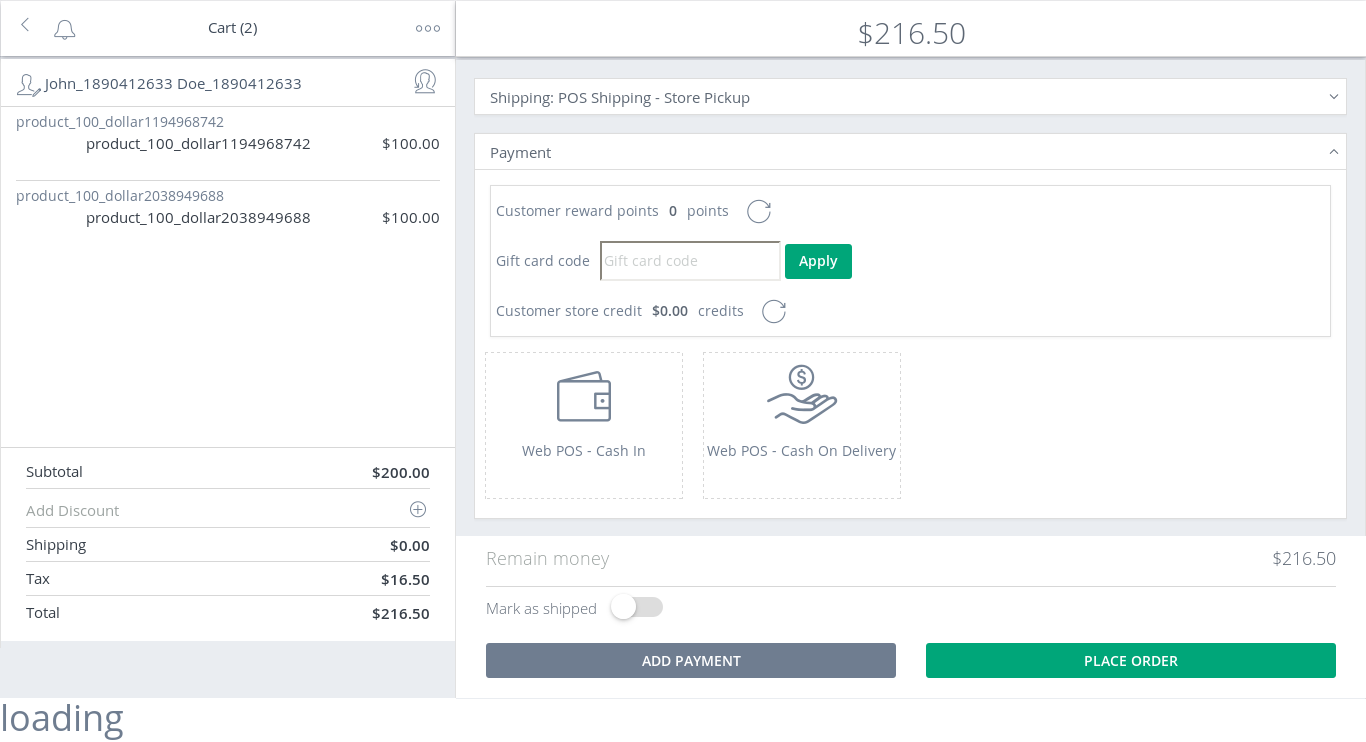 Cart (2)
John_1890412633 Doe_1890412633
product_100_dollar1194968742
product_100_dollar1194968742 $100.00
product_100_dollar2038949688
product_100_dollar2038949688 $100.00
Subtotal $200.00
Add Discount
Shipping $0.00
Tax $16.50
Total $216.50
$216.50
Shipping: POS Shipping - Store Pickup
Payment
Customer reward points 0 points
Gift card code Gift card code Apply
Customer store credit $0.00 credits
$
Web POS - Cash In Web POS - Cash On Delivery
Remain money $216.50
Mark as shipped
ADD PAYMENT PLACE ORDER
loading